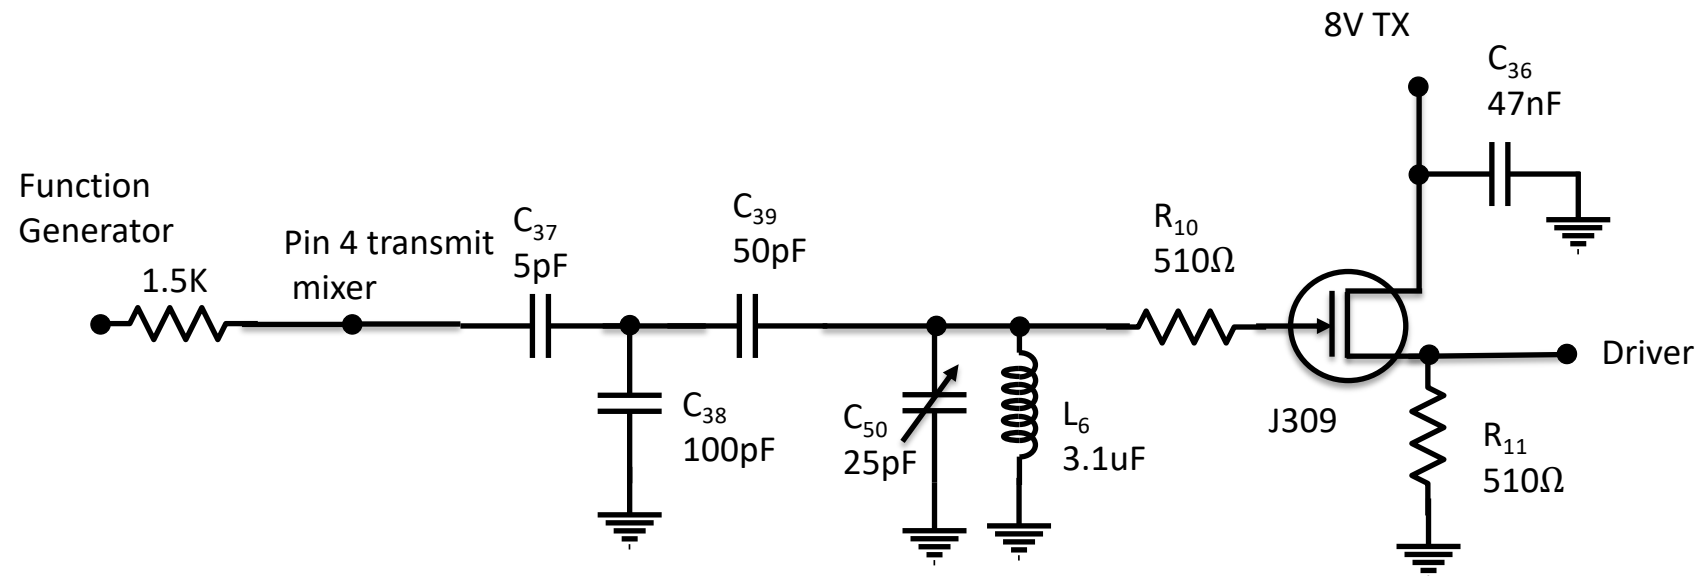 8V TX
C₃₆
47nF
Function
Generator
1.5K
Pin 4 transmit
mixer
C₃₇
5pF
C₃₉
50pF
R₁₀
510Ω
C₃₈
100pF
C₅₀
25pF
L₆
3.1uF
J309
Driver
R₁₁
510Ω